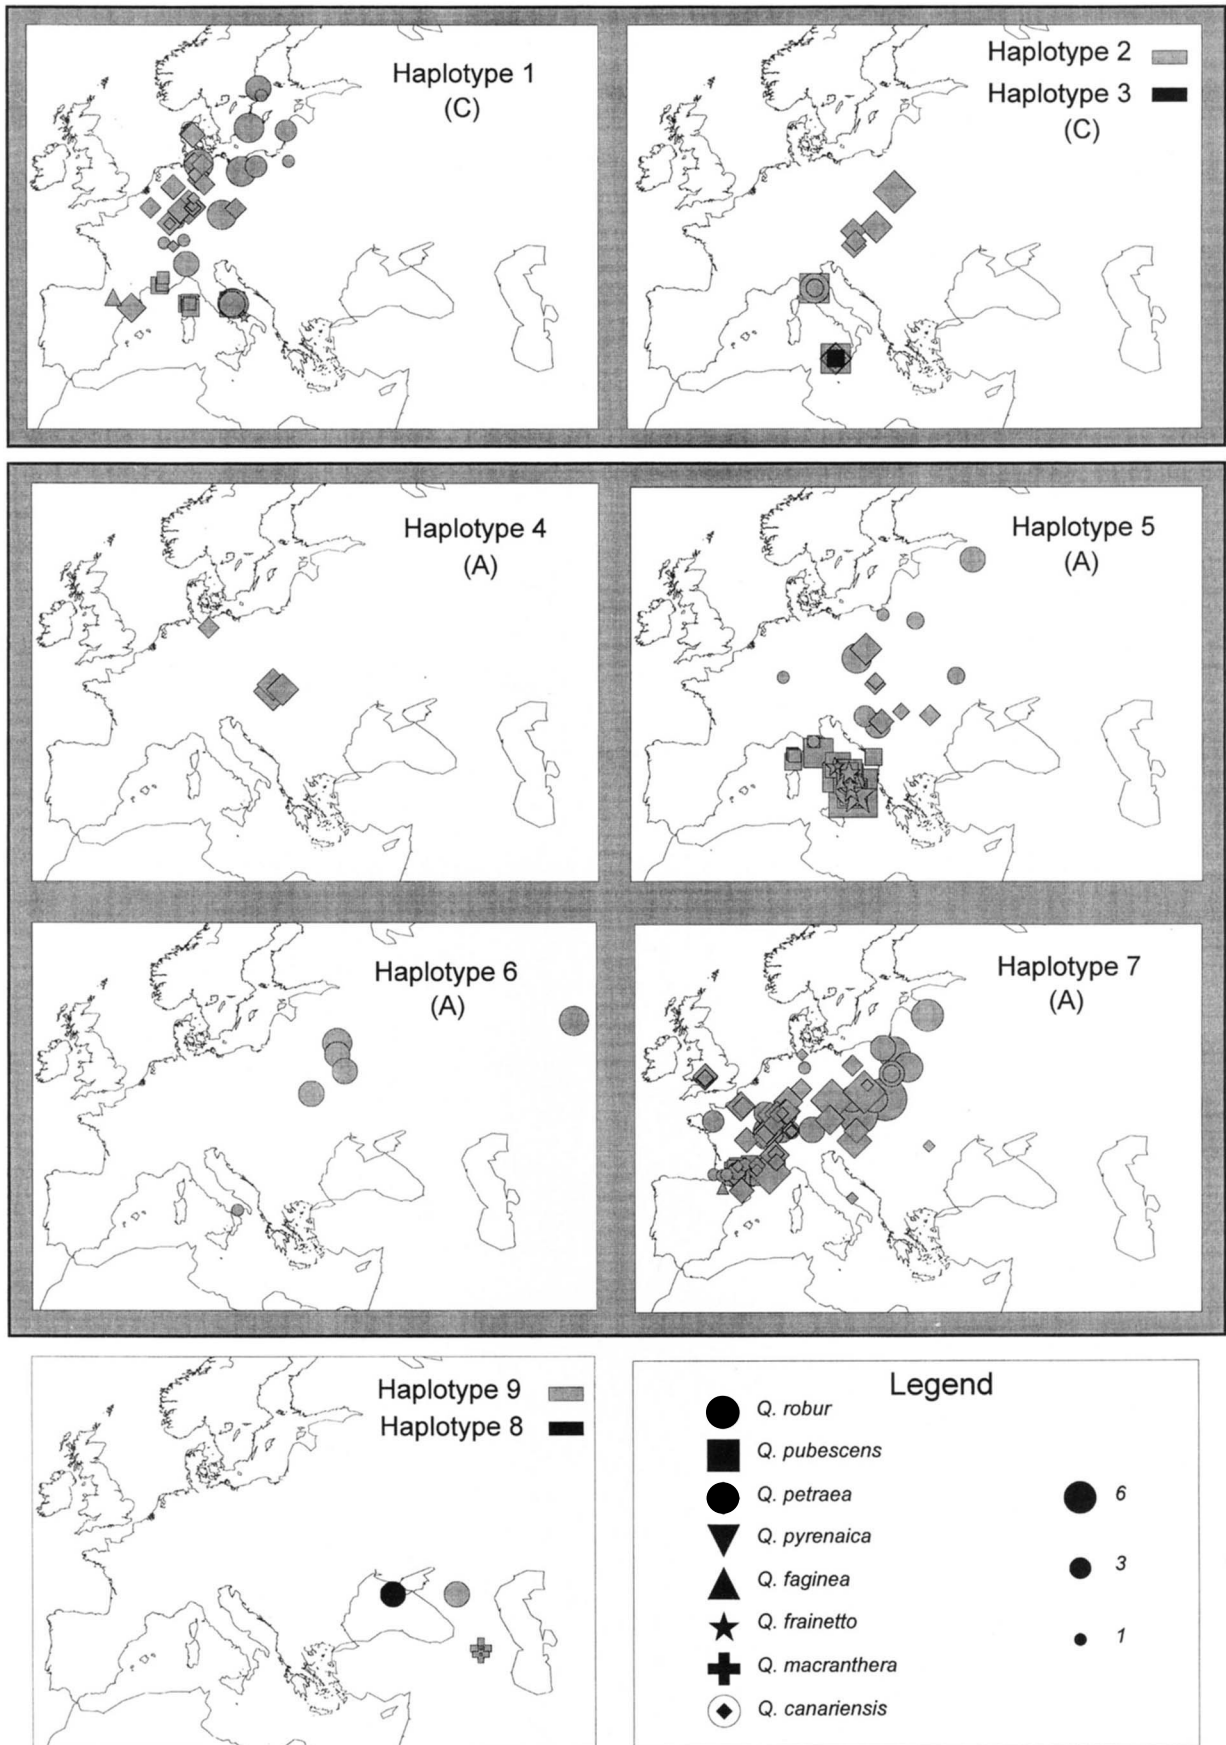 Haplotype 1
(C)
Haplotype 2
Haplotype 3
(C)
Haplotype 4
(A)
Haplotype 5
(A)
Haplotype 6
(A)
Haplotype 7
(A)
Haplotype 9
Haplotype 8
Legend
Q. robur
Q. pubescens
Q. petraea
Q. pyrenaica
Q. faginea
Q. frainetto
Q. macranthera
Q. canariensis
6
3
1